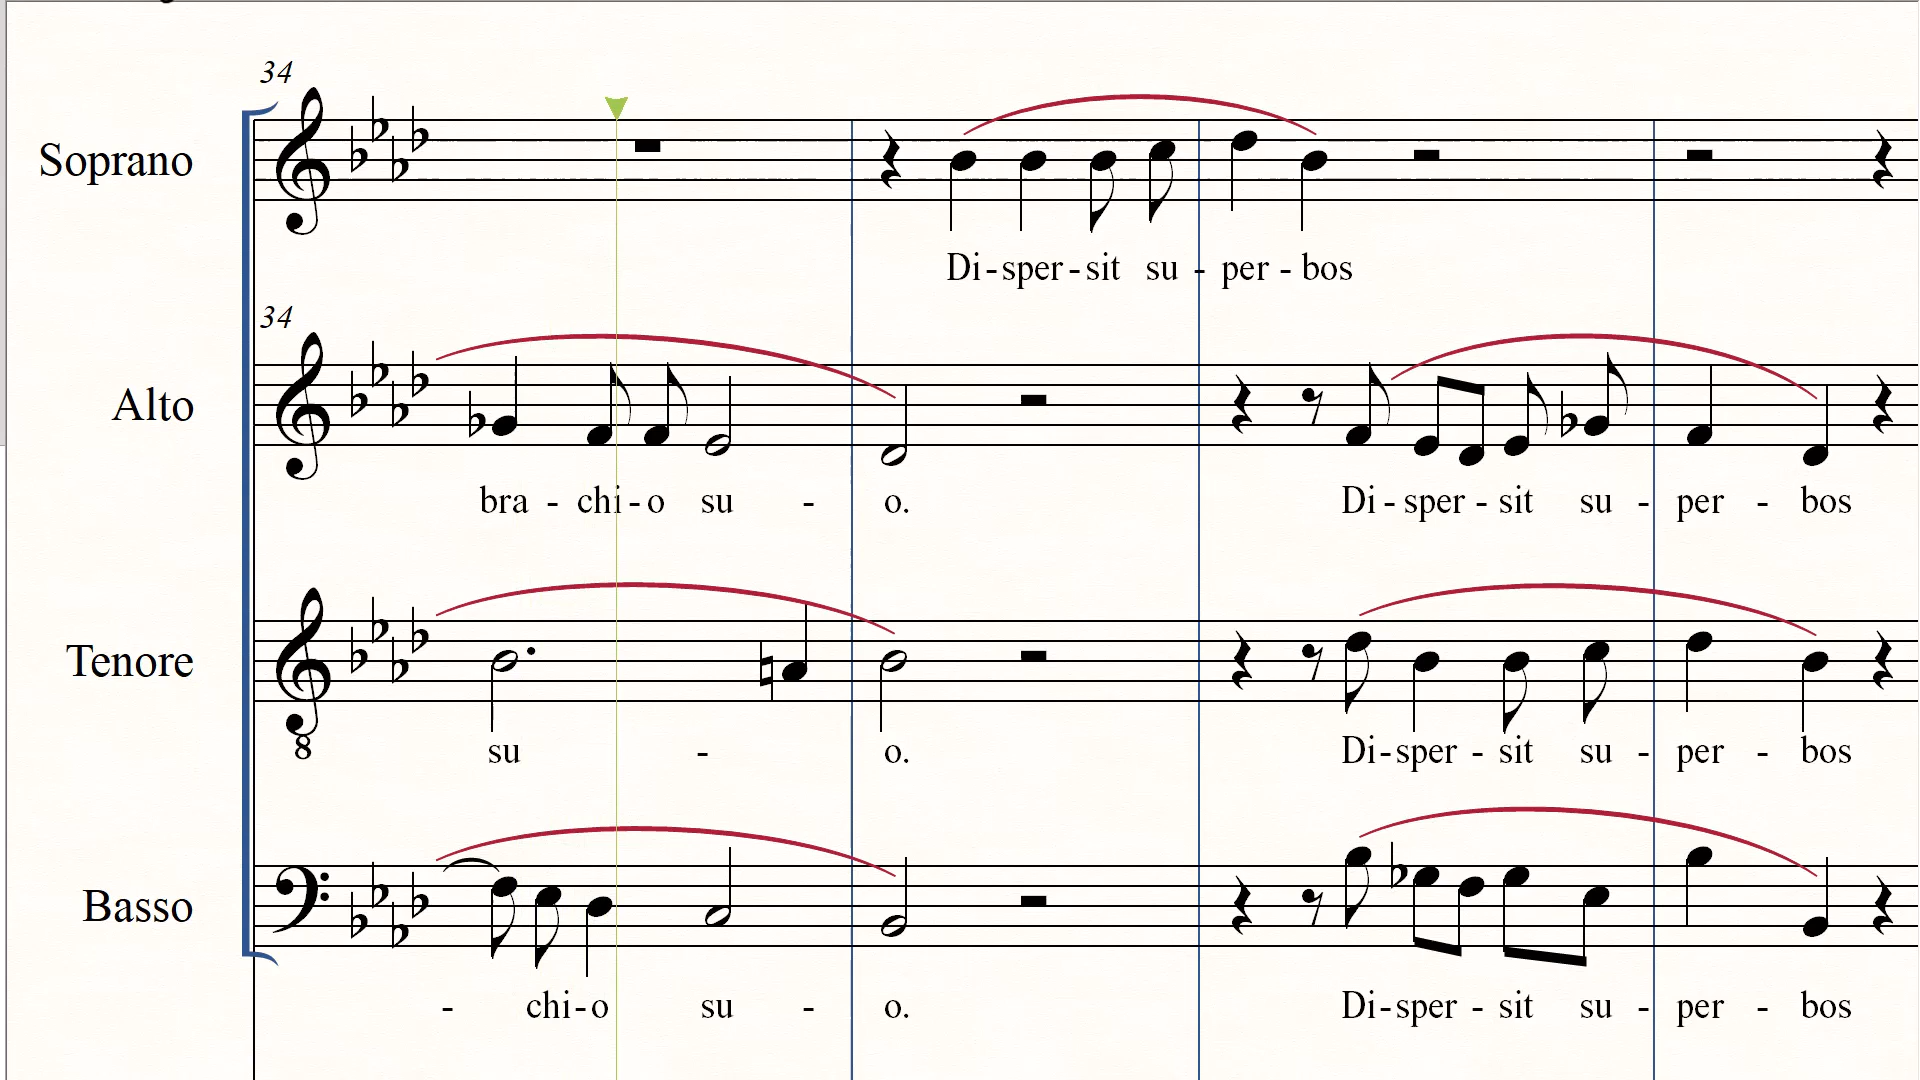 34
Soprano
Di-sper-sit su-per-bos
34
Alto
bra-chi-o su-o. Di-sper-sit su-per-bos
Tenore
8
su-o. Di-sper-sit su-per-bos
Basso
-chi-o su-o. Di-sper-sit su-per-bos